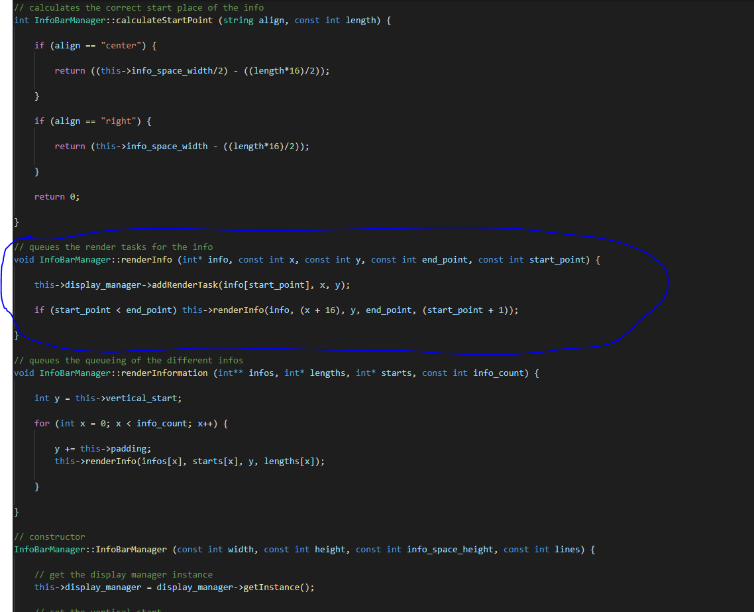 // calculates the correct start place of the info
int InfoBarManager::calculateStartPoint (string align, const int length) {
if (align == "center") {
return ((this->info_space_width/2) - ((length*16)/2));
}
if (align == "right") {
return (this->info_space_width - ((length*16)/2));
}
return 0;
}
// queues the render tasks for the info
void InfoBarManager::renderInfo (int* info, const int x, const int y, const int end_point, const int start_point) {
this->display_manager->addRenderTask(info[start_point], x, y);
if (start_point < end_point) this->renderInfo(info, (x + 16), y, end_point, (start_point + 1));
}
// queues the queueing of the different infos
void InfoBarManager::renderInformation (int** infos, int* lengths, int* starts, const int info_count) {
int y = this->vertical_start;
for (int x = 0; x < info_count; x++) {
y += this->padding;
this->renderInfo(infos[x], starts[x], y, lengths[x]);
}
}
// constructor
InfoBarManager::InfoBarManager (const int width, const int height, const int info_space_height, const int lines) {
// get the display manager instance
this->display_manager = display_manager->getInstance();